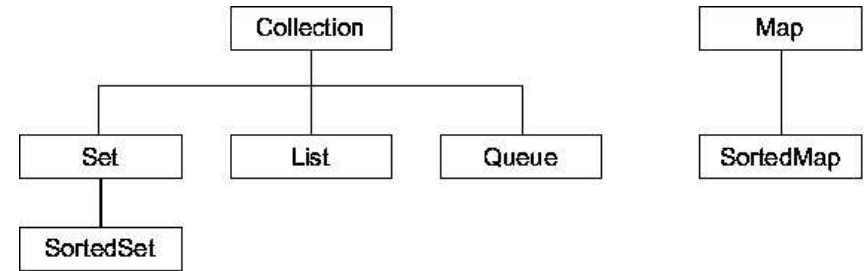 Collection
Map
Set
List
Queue
SortedMap
SortedSet